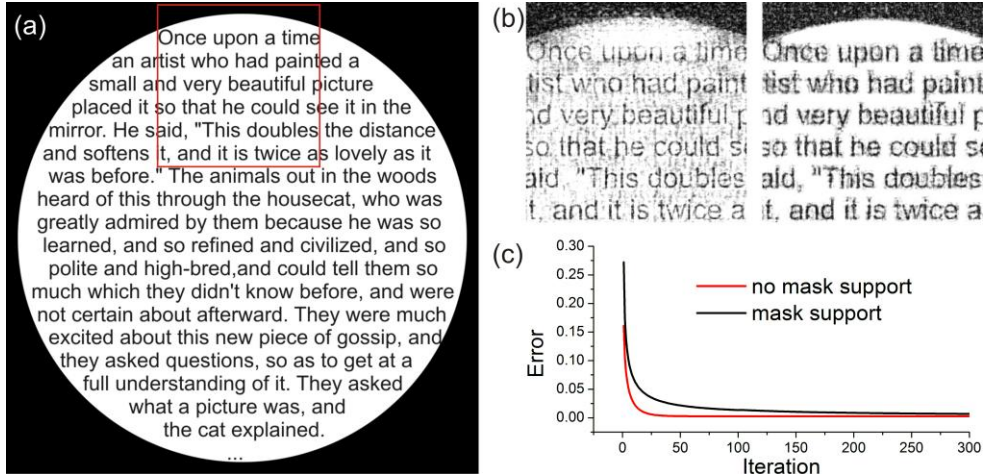 (a)
Once upon a time
an artist who had painted a
small and very beautiful picture
placed it so that he could see it in the
mirror. He said, "This doubles the distance
and softens it, and it is twice as lovely as it
was before." The animals out in the woods
heard of this through the housecat, who was
greatly admired by them because he was so
learned, and so refined and civilized, and so
polite and high-bred,and could tell them so
much which they didn't know before, and were
not certain about afterward. They were much
excited about this new piece of gossip, and
they asked questions, so as to get at a
full understanding of it. They asked
what a picture was, and
the cat explained.
...
(b)
Once upon a time
tist who had paint
nd very beautiful p
so that he could se
aid, "This doubles
t, and it is twice a
Once upon a time
tist who had paint
nd very beautiful p
so that he could se
aid, "This doubles
t, and it is twice a
(c)
0.30
0.25
0.20
0.15
0.10
0.05
0.00
Error
no mask support
mask support
0 50 100 150 200 250 300
Iteration